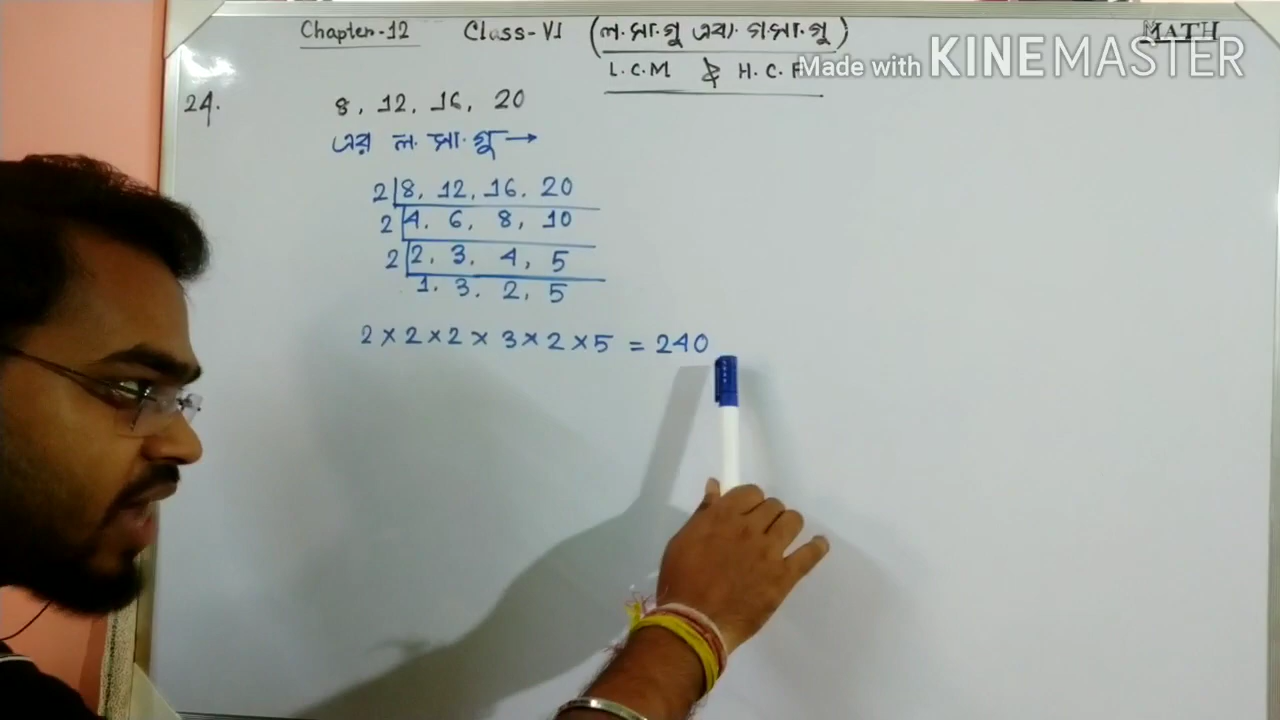 Chapter-12 Class-VI (ল.সা.গু এবং গ.সা.গু) MATH
L.C.M & H.C.F
Made with KINEMASTER
24. 8, 12, 16, 20
এর ল.সা.গু →
2 | 8, 12, 16, 20
2 | 4, 6, 8, 10
2 | 2, 3, 4, 5
1, 3, 2, 5
2 × 2 × 2 × 3 × 2 × 5 = 240